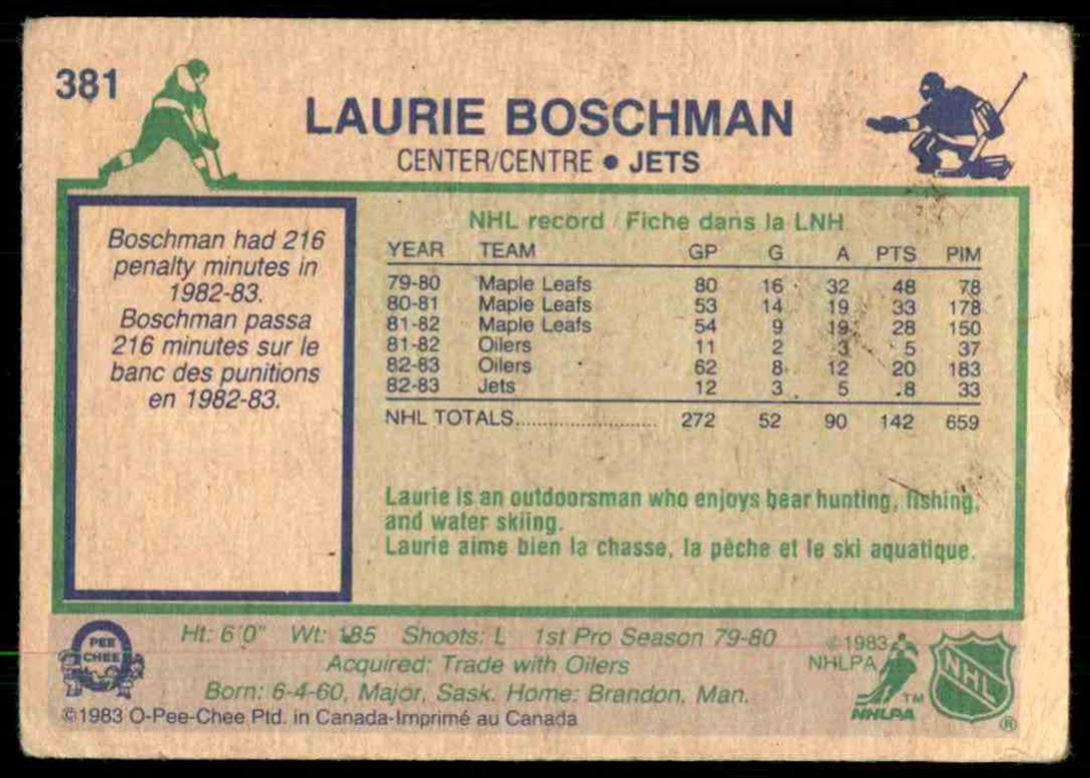 381
LAURIE BOSCHMAN
CENTER/CENTRE • JETS
Boschman had 216
penalty minutes in
1982-83.
Boschman passa
216 minutes sur le
banc des punitions
en 1982-83.
NHL record / Fiche dans la LNH
YEAR TEAM GP G A PTS PIM
79-80 Maple Leafs 80 16 32 48 78
80-81 Maple Leafs 53 14 19 33 178
81-82 Maple Leafs 54 9 19 28 150
81-82 Oilers 11 2 3 5 37
82-83 Oilers 62 8 12 20 183
82-83 Jets 12 3 5 8 33
NHL TOTALS........................ 272 52 90 142 659
Laurie is an outdoorsman who enjoys bear hunting, fishing,
and water skiing.
Laurie aime bien la chasse, la pêche et le ski aquatique.
Ht: 6'0" Wt: 185 Shoots: L 1st Pro Season 79-80
Acquired: Trade with Oilers
Born: 6-4-60, Major, Sask. Home: Brandon, Man.
©1983 O-Pee-Chee Ptd. in Canada-Imprimé au Canada
PEE
CHEE
©1983
NHLPA
TM
NHLPA
NHL
®